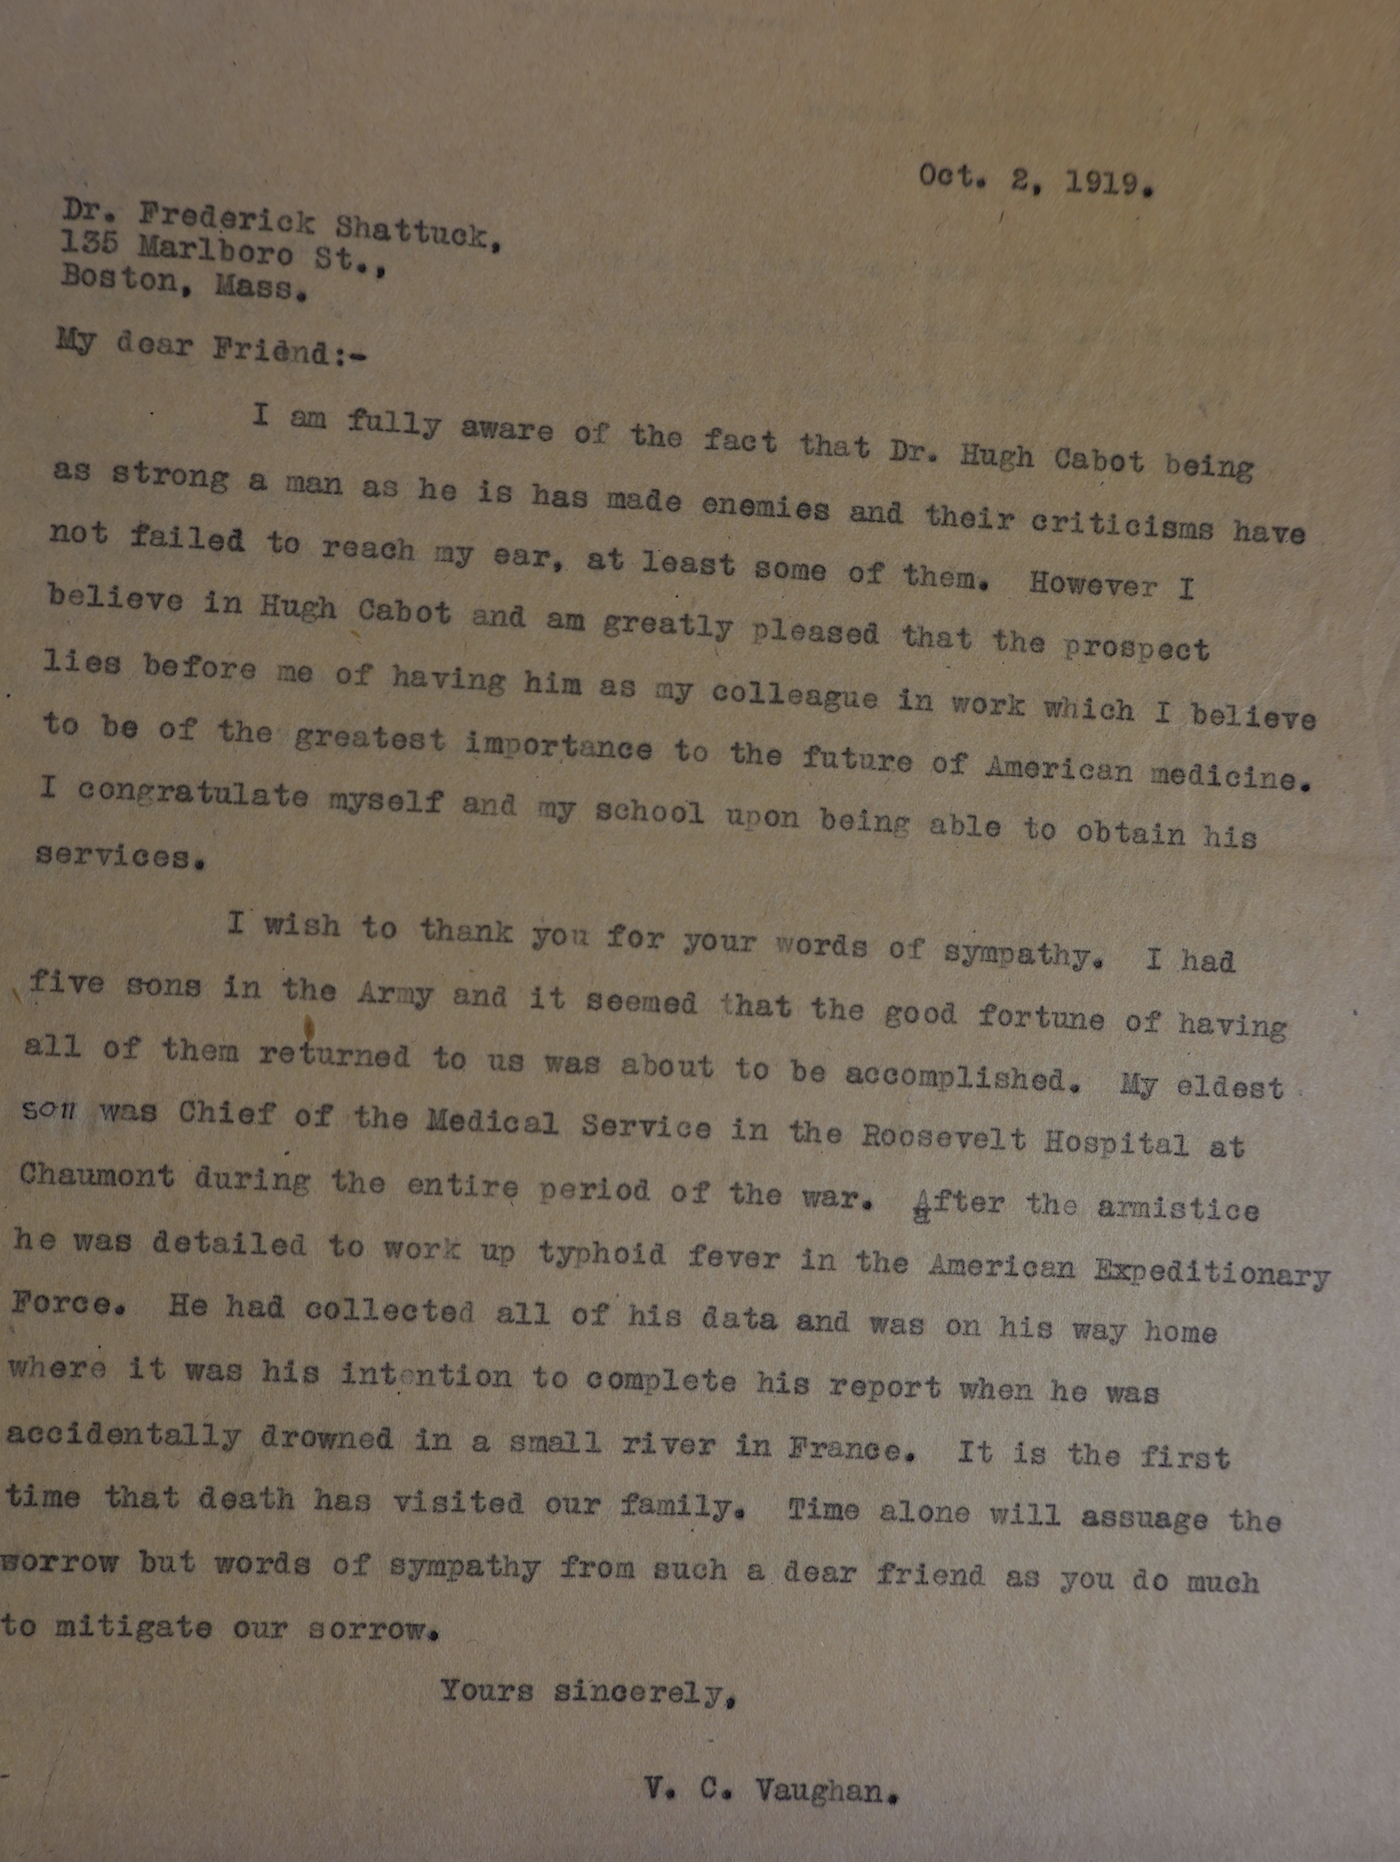 Oct. 2, 1919.
Dr. Frederick Shattuck,
135 Marlboro St.,
Boston, Mass.
My dear Friend:-
I am fully aware of the fact that Dr. Hugh Cabot being
as strong a man as he is has made enemies and their criticisms have
not failed to reach my ear, at least some of them. However I
believe in Hugh Cabot and am greatly pleased that the prospect
lies before me of having him as my colleague in work which I believe
to be of the greatest importance to the future of American medicine.
I congratulate myself and my school upon being able to obtain his
services.
I wish to thank you for your words of sympathy. I had
five sons in the Army and it seemed that the good fortune of having
all of them returned to us was about to be accomplished. My eldest
son was Chief of the Medical Service in the Roosevelt Hospital at
Chaumont during the entire period of the war. After the armistice
he was detailed to work up typhoid fever in the American Expeditionary
Force. He had collected all of his data and was on his way home
where it was his intention to complete his report when he was
accidentally drowned in a small river in France. It is the first
time that death has visited our family. Time alone will assuage the
sorrow but words of sympathy from such a dear friend as you do much
to mitigate our sorrow.
Yours sincerely,
V. C. Vaughan.